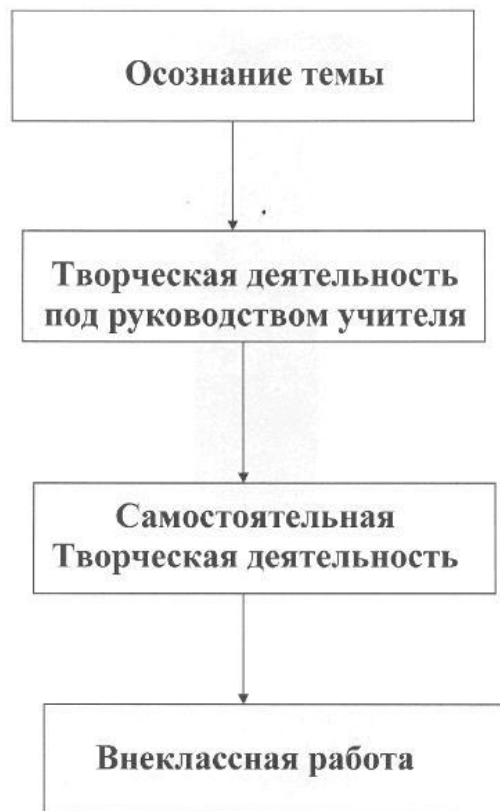 Осознание темы
Творческая деятельность
под руководством учителя
Самостоятельная
Творческая деятельность
Внеклассная работа